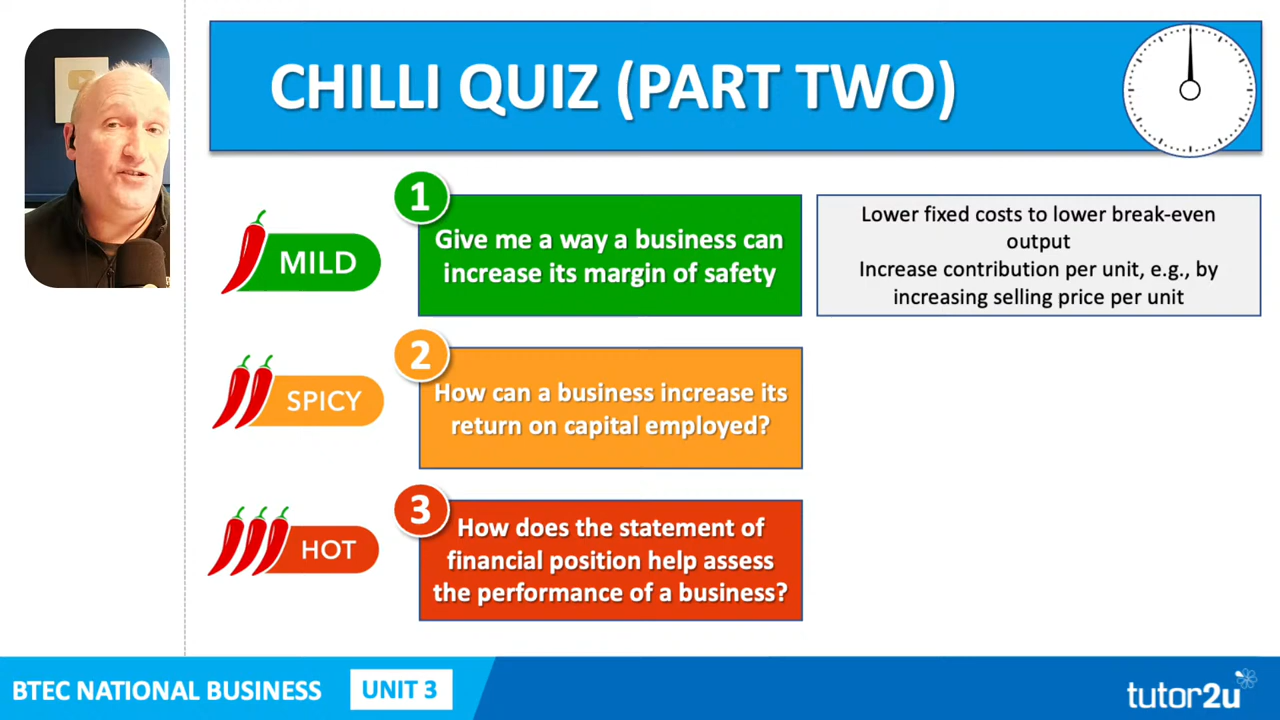 CHILLI QUIZ (PART TWO)
MILD
1
Give me a way a business can
increase its margin of safety
Lower fixed costs to lower break-even
output
Increase contribution per unit, e.g., by
increasing selling price per unit
SPICY
2
How can a business increase its
return on capital employed?
HOT
3
How does the statement of
financial position help assess
the performance of a business?
BTEC NATIONAL BUSINESS
UNIT 3
tutor2u